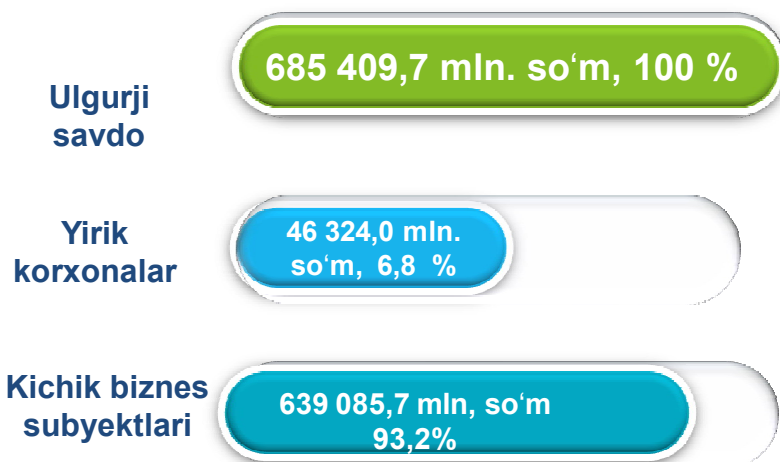 Ulgurji
savdo
685 409,7 mln. so‘m, 100 %
Yirik
korxonalar
46 324,0 mln.
so‘m, 6,8 %
Kichik biznes
subyektlari
639 085,7 mln, so‘m
93,2%